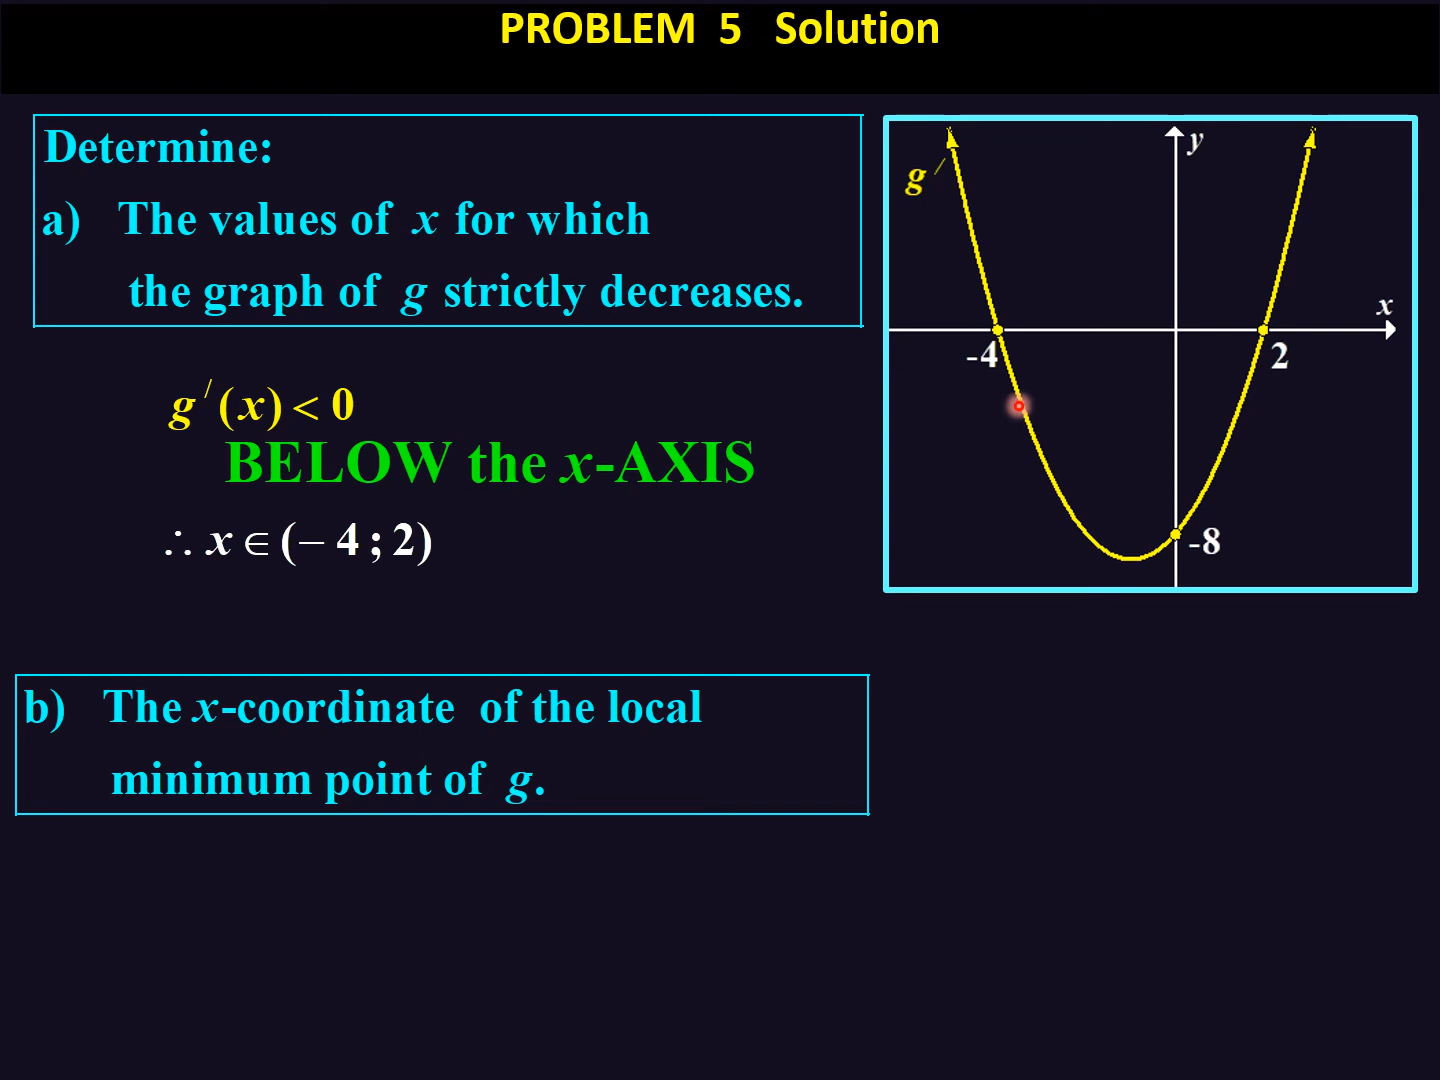 PROBLEM 5 Solution
Determine:
a) The values of x for which
the graph of g strictly decreases.
g′(x) < 0
BELOW the x-AXIS
∴ x ∈ (– 4 ; 2)
b) The x-coordinate of the local
minimum point of g.
y
g′
x
-4
2
-8